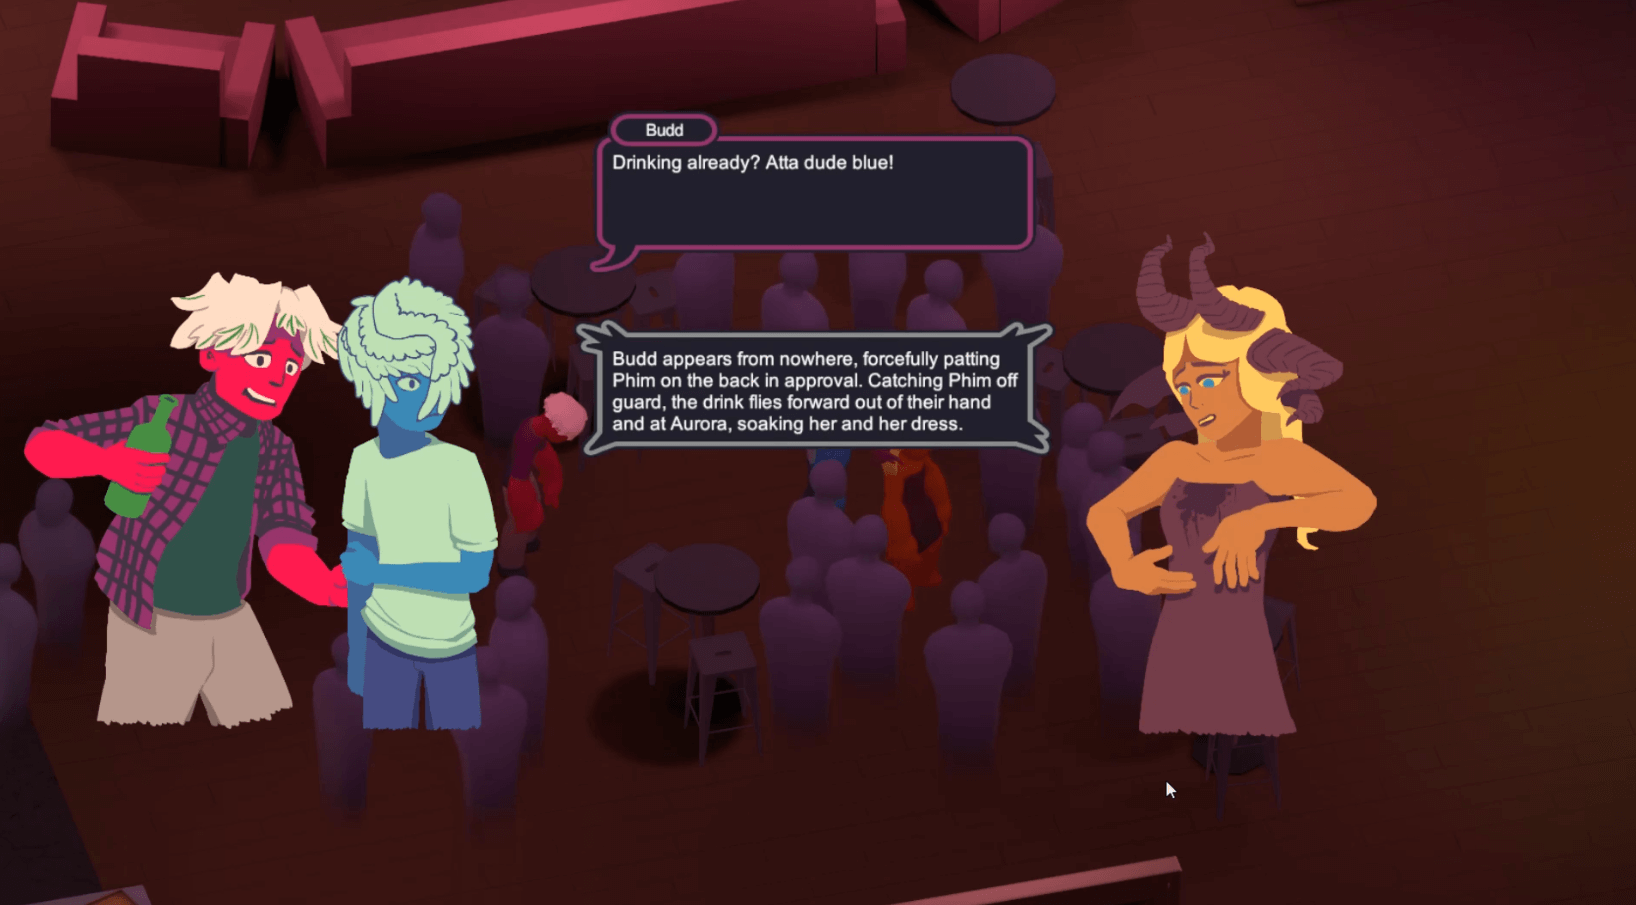 Budd
Drinking already? Atta dude blue!
Budd appears from nowhere, forcefully patting
Phim on the back in approval. Catching Phim off
guard, the drink flies forward out of their hand
and at Aurora, soaking her and her dress.